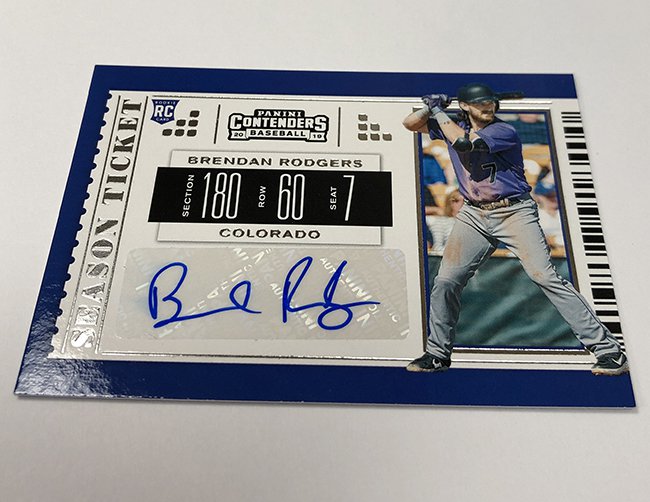 SEASON TICKET
ROOKIE
RC
CARD
PANINI
CONTENDERS
20 BASEBALL 19
BRENDAN RODGERS
SECTION 180 ROW 60 SEAT 7
COLORADO
7